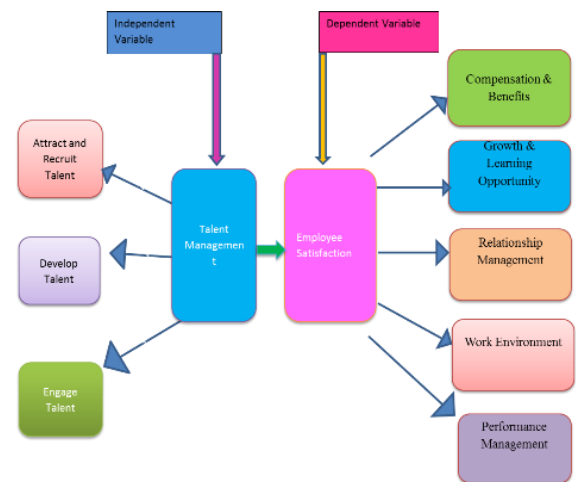 Independent
Variable
Dependent Variable
Compensation &
Benefits
Attract and
Recruit Talent
Growth &
Learning
Opportunity
Talent
Managemen
t
Employee
Satisfaction
Develop
Talent
Relationship
Management
Work Environment
Engage
Talent
Performance
Management